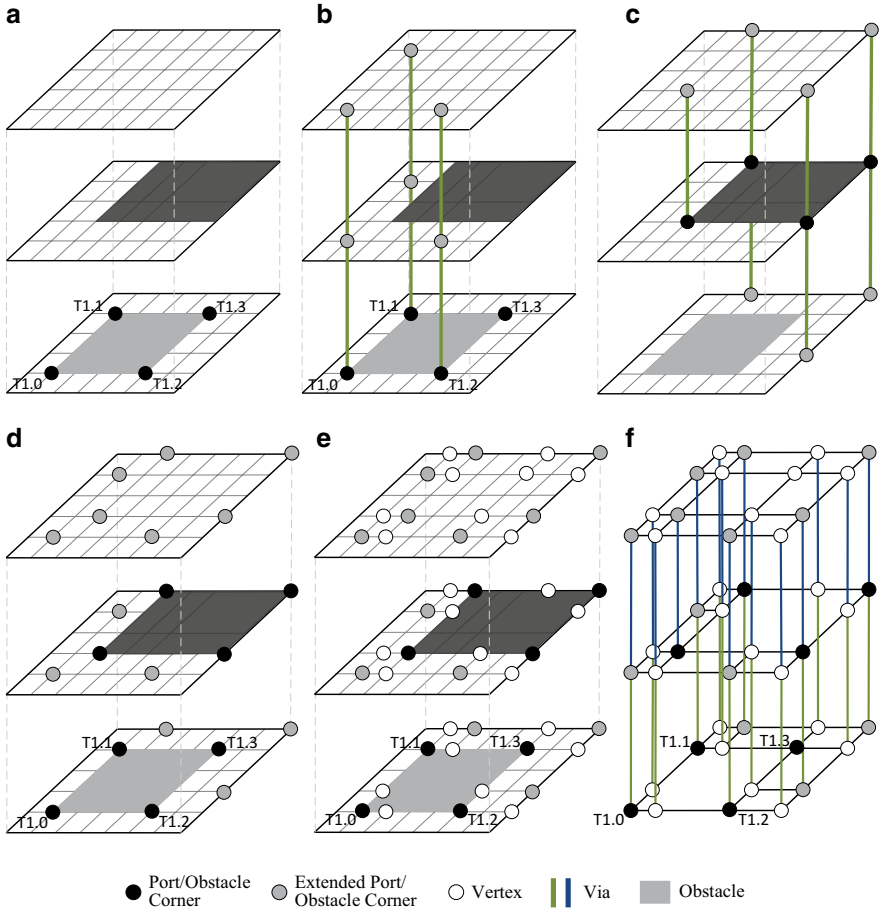 a
b
c
T1.1
T1.3
T1.0
T1.2
T1.1
T1.3
T1.0
T1.2
d
e
f
T1.1
T1.3
T1.0
T1.2
T1.1
T1.3
T1.0
T1.2
T1.1
T1.3
T1.0
T1.2
Port/Obstacle
Corner
Extended Port/
Obstacle Corner
Vertex
Via
Obstacle